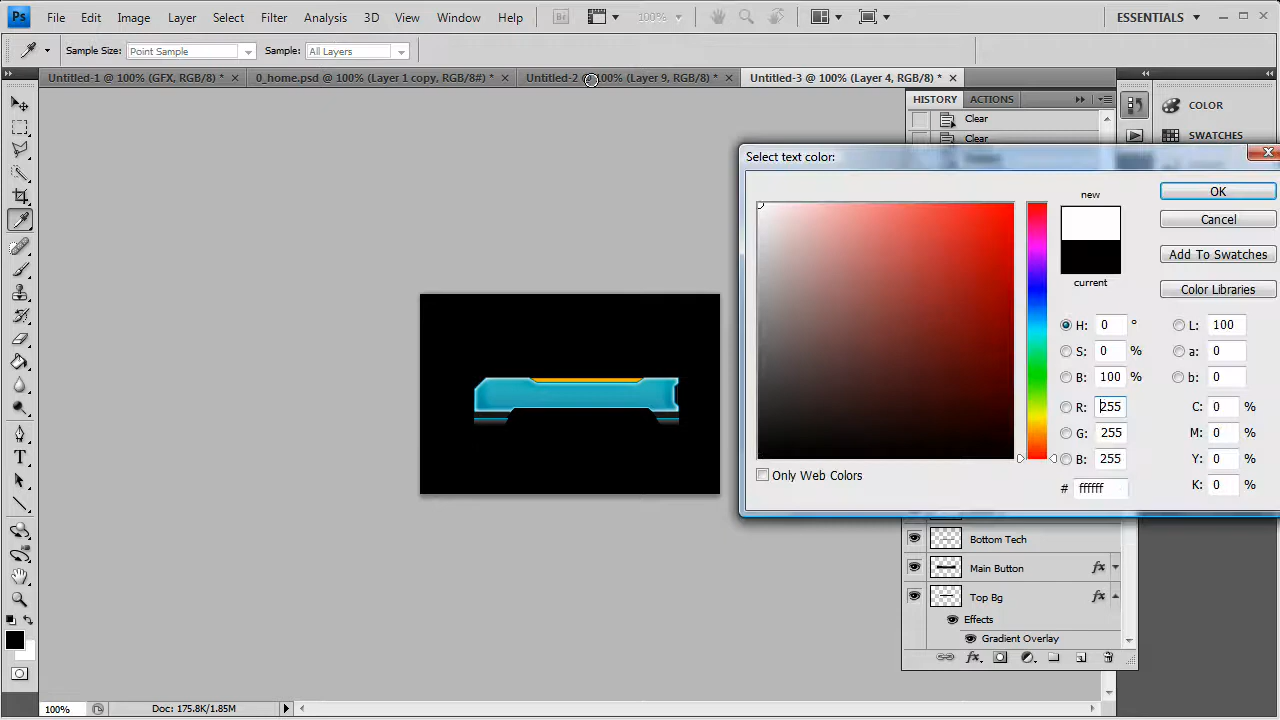 Ps File Edit Image Layer Select Filter Analysis 3D View Window Help Br 100% ESSENTIALS
Sample Size: Point Sample Sample: All Layers
Untitled-1 @ 100% (GFX, RGB/8) * 0_home.psd @ 100% (Layer 1 copy, RGB/8#) * Untitled-2 @ 100% (Layer 9, RGB/8) * Untitled-3 @ 100% (Layer 4, RGB/8) *
HISTORY ACTIONS
COLOR
Clear
Clear
SWATCHES
Select text color:
new
current
OK
Cancel
Add To Swatches
Color Libraries
H: 0 ° L: 100
S: 0 % a: 0
B: 100 % b: 0
R: 255 C: 0 %
G: 255 M: 0 %
B: 255 Y: 0 %
# ffffff K: 0 %
Only Web Colors
Bottom Tech
Main Button fx
Top Bg fx
Effects
Gradient Overlay
fx.
T
100% Doc: 175.8K/1.85M